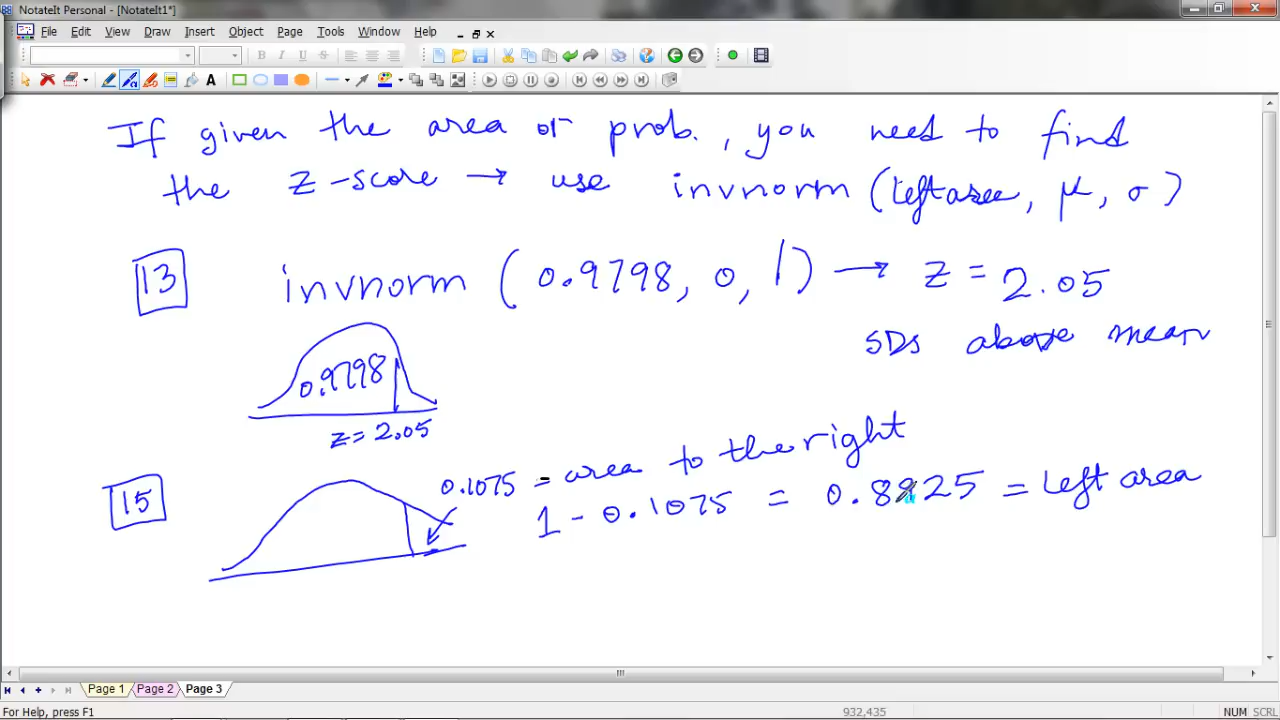 NotateIt Personal - [NotateIt1*]
File Edit View Draw Insert Object Page Tools Window Help
If given the area or prob., you need to find
the z-score → use invnorm (left area, μ, σ)
13 invnorm (0.9798, 0, 1) → z = 2.05
SDs above mean
0.9798
z = 2.05
15 0.1075 = area to the right
1 - 0.1075 = 0.8925 = left area
Page 1 Page 2 Page 3
For Help, press F1 932,435 NUM SCRL